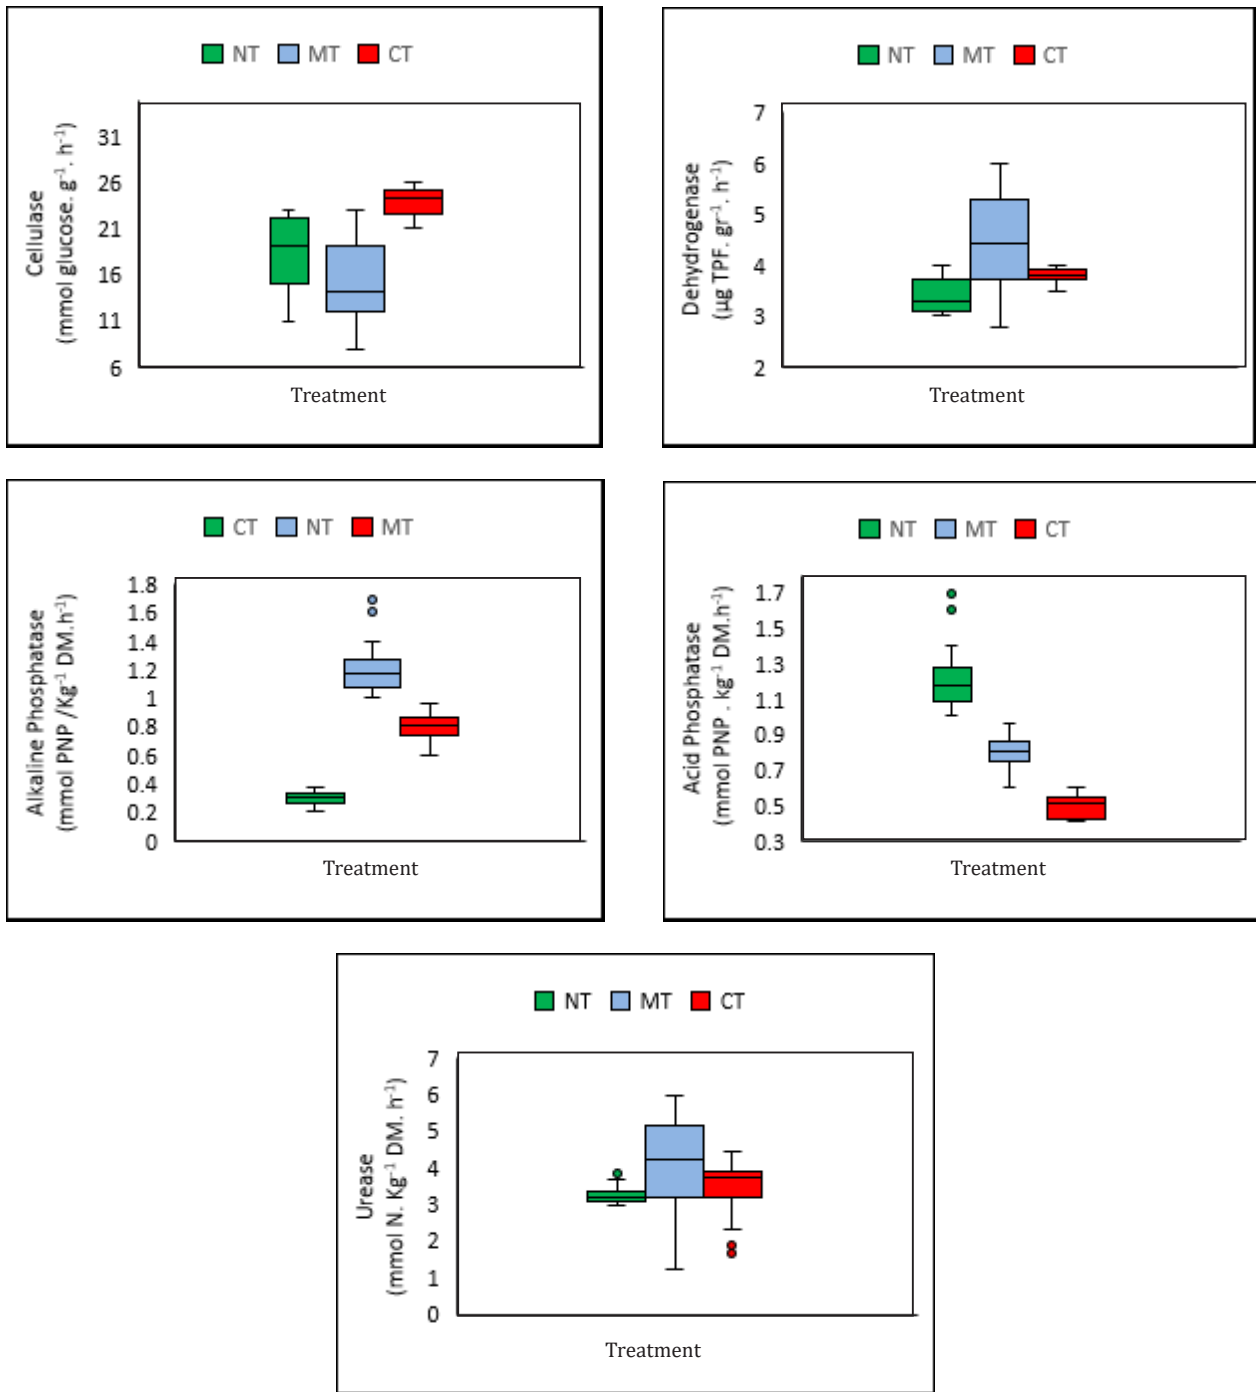 NT MT CT
Cellulase
(mmol glucose. g⁻¹. h⁻¹)
31
26
21
16
11
6
Treatment
NT MT CT
Dehydrogenase
(µg TPF. gr⁻¹. h⁻¹)
7
6
5
4
3
2
Treatment
CT NT MT
Alkaline Phosphatase
(mmol PNP /Kg⁻¹ DM.h⁻¹)
1.8
1.6
1.4
1.2
1
0.8
0.6
0.4
0.2
0
Treatment
NT MT CT
Acid Phosphatase
(mmol PNP . kg⁻¹ DM.h⁻¹)
1.7
1.5
1.3
1.1
0.9
0.7
0.5
0.3
Treatment
NT MT CT
Urease
(mmol N. Kg⁻¹ DM. h⁻¹)
7
6
5
4
3
2
1
0
Treatment